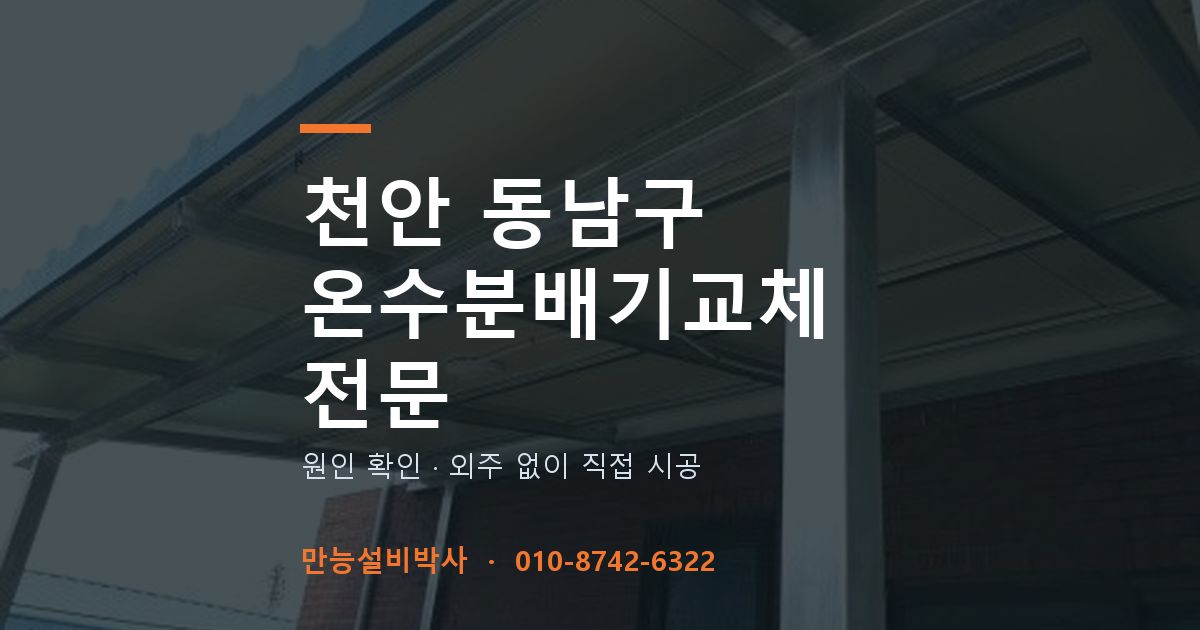 천안 동남구
온수분배기교체
전문
원인 확인 · 외주 없이 직접 시공
만능설비박사 · 010-8742-6322